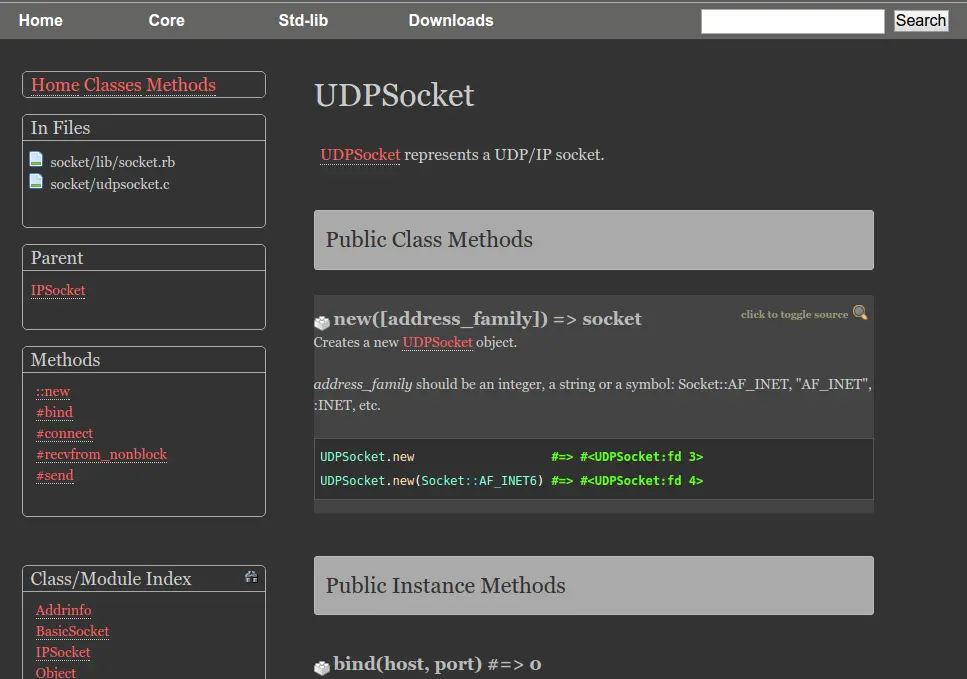 Home Core Std-lib Downloads Search
Home Classes Methods
In Files
socket/lib/socket.rb
socket/udpsocket.c
Parent
IPSocket
Methods
::new
#bind
#connect
#recvfrom_nonblock
#send
Class/Module Index
Addrinfo
BasicSocket
IPSocket
Object
UDPSocket
UDPSocket represents a UDP/IP socket.
Public Class Methods
new([address_family]) => socket
click to toggle source
Creates a new UDPSocket object.
address_family should be an integer, a string or a symbol: Socket::AF_INET, "AF_INET",
:INET, etc.
UDPSocket.new #=> #<UDPSocket:fd 3>
UDPSocket.new(Socket::AF_INET6) #=> #<UDPSocket:fd 4>
Public Instance Methods
bind(host, port) #=> 0